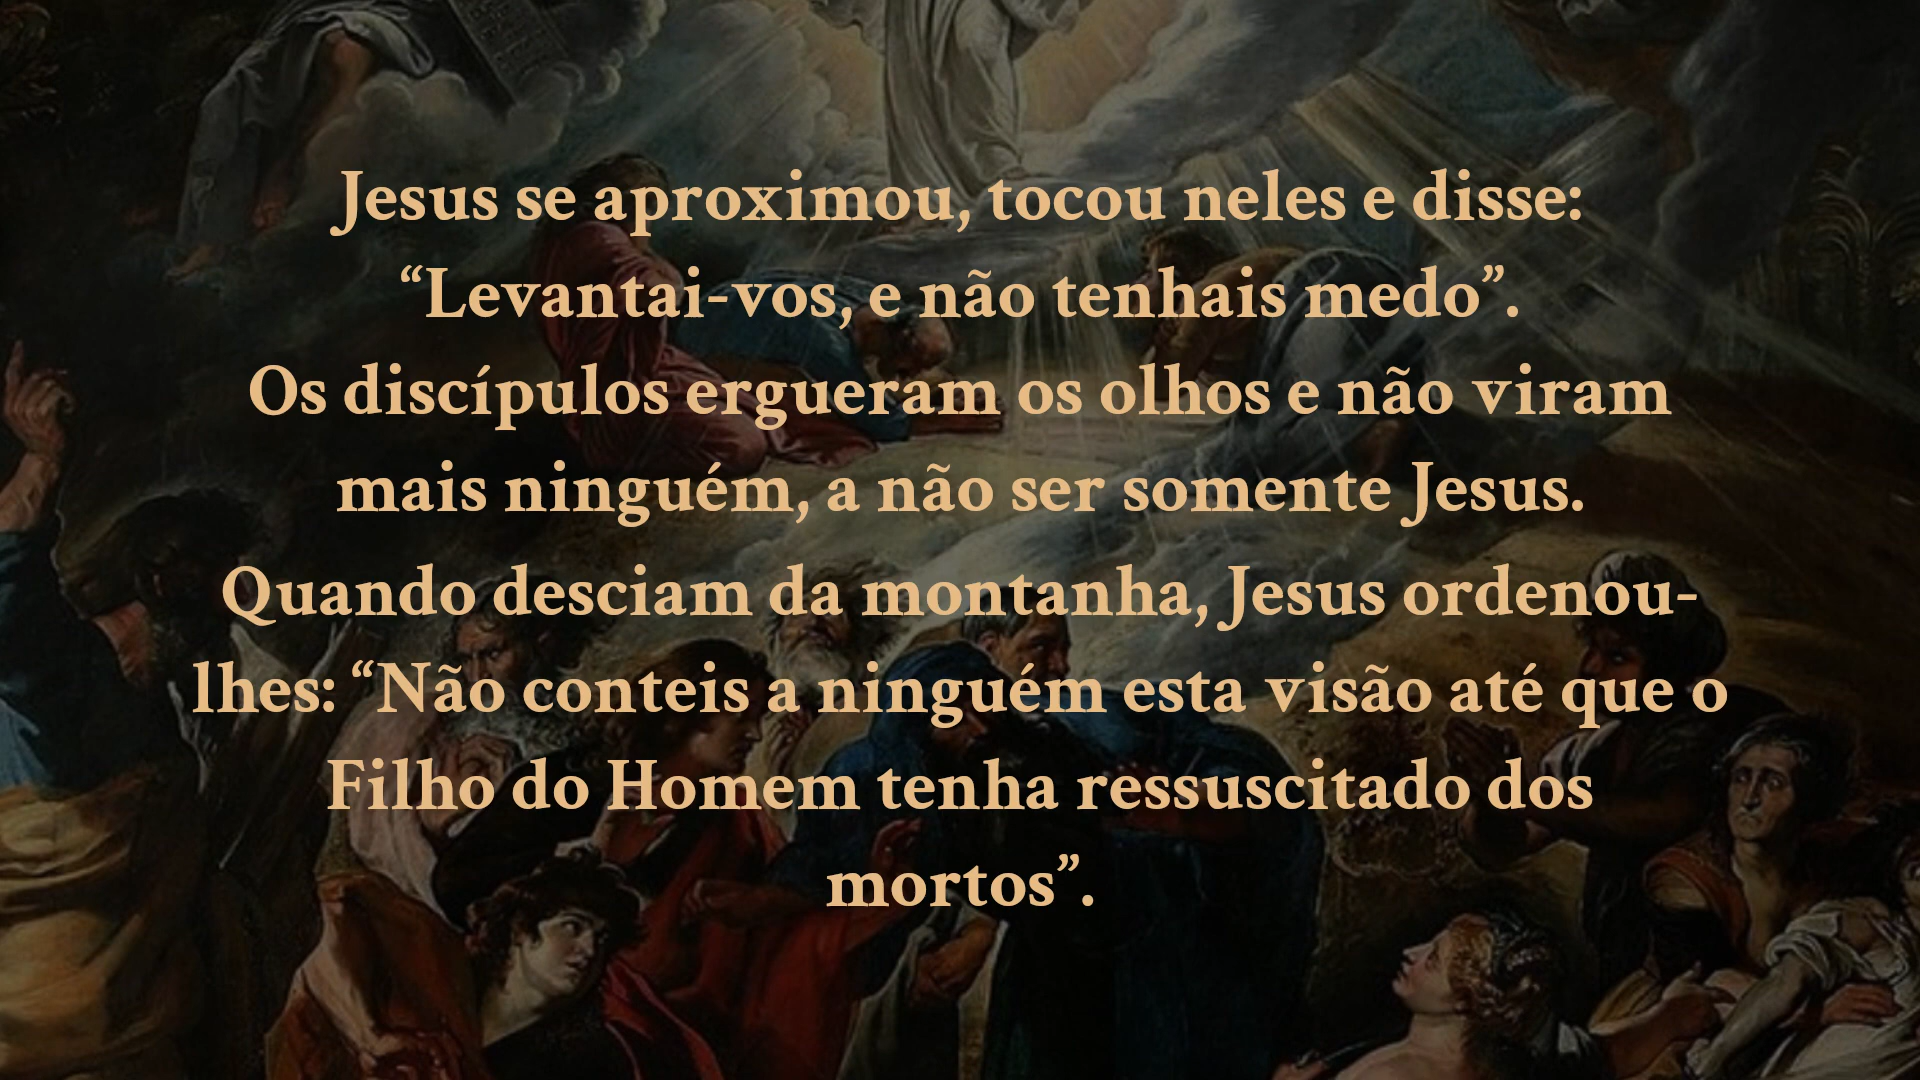 Jesus se aproximou, tocou neles e disse:
“Levantai-vos, e não tenhais medo”.
Os discípulos ergueram os olhos e não viram
mais ninguém, a não ser somente Jesus.
Quando desciam da montanha, Jesus ordenou-
lhes: “Não conteis a ninguém esta visão até que o
Filho do Homem tenha ressuscitado dos
mortos”.